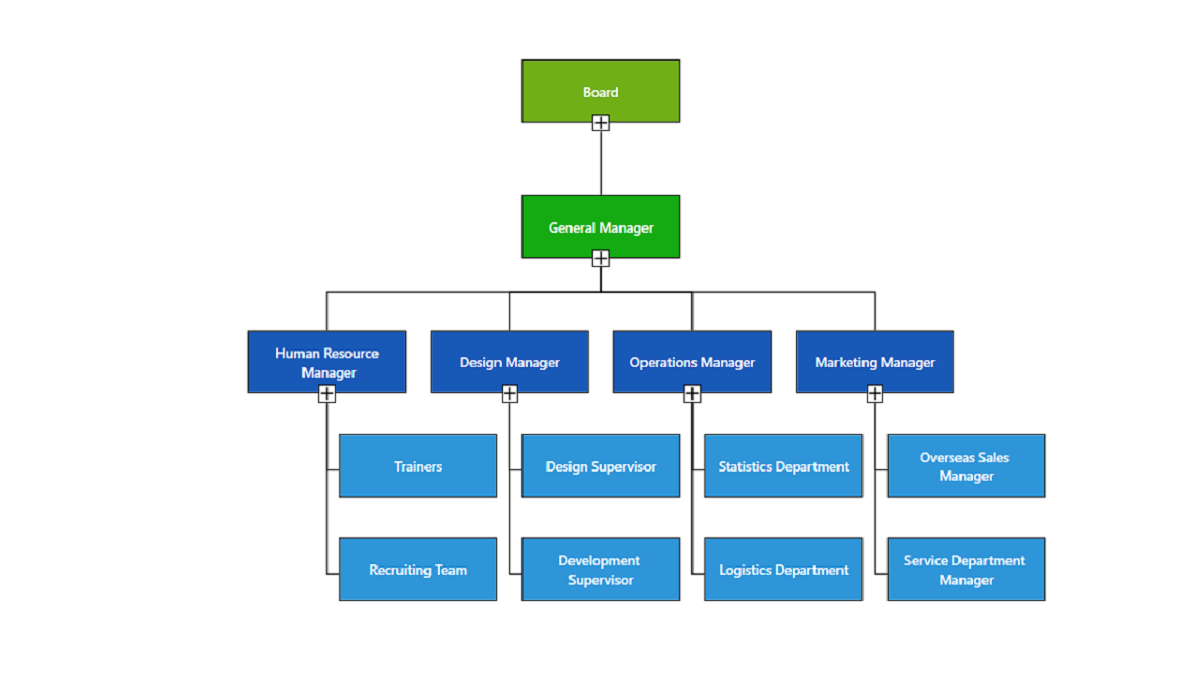 Board
General Manager
Human Resource
Manager
Design Manager
Operations Manager
Marketing Manager
Trainers
Design Supervisor
Statistics Department
Overseas Sales
Manager
Recruiting Team
Development
Supervisor
Logistics Department
Service Department
Manager